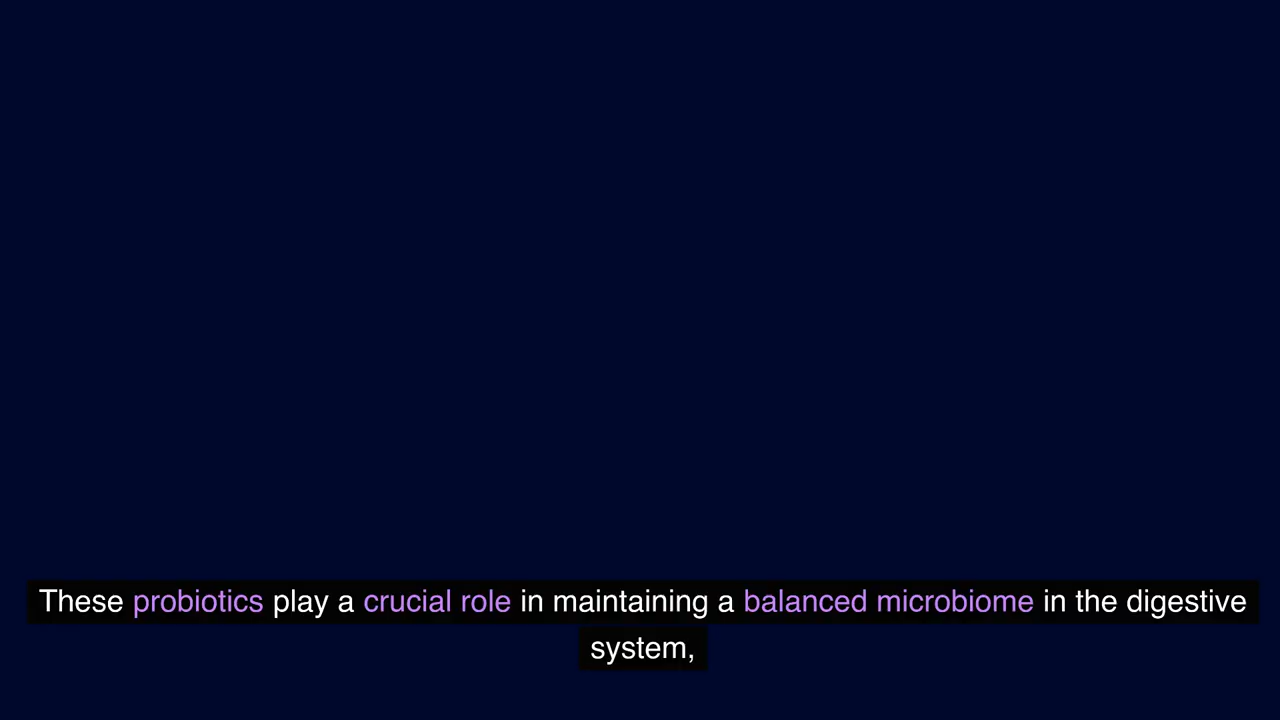 These probiotics play a crucial role in maintaining a balanced microbiome in the digestive
system,